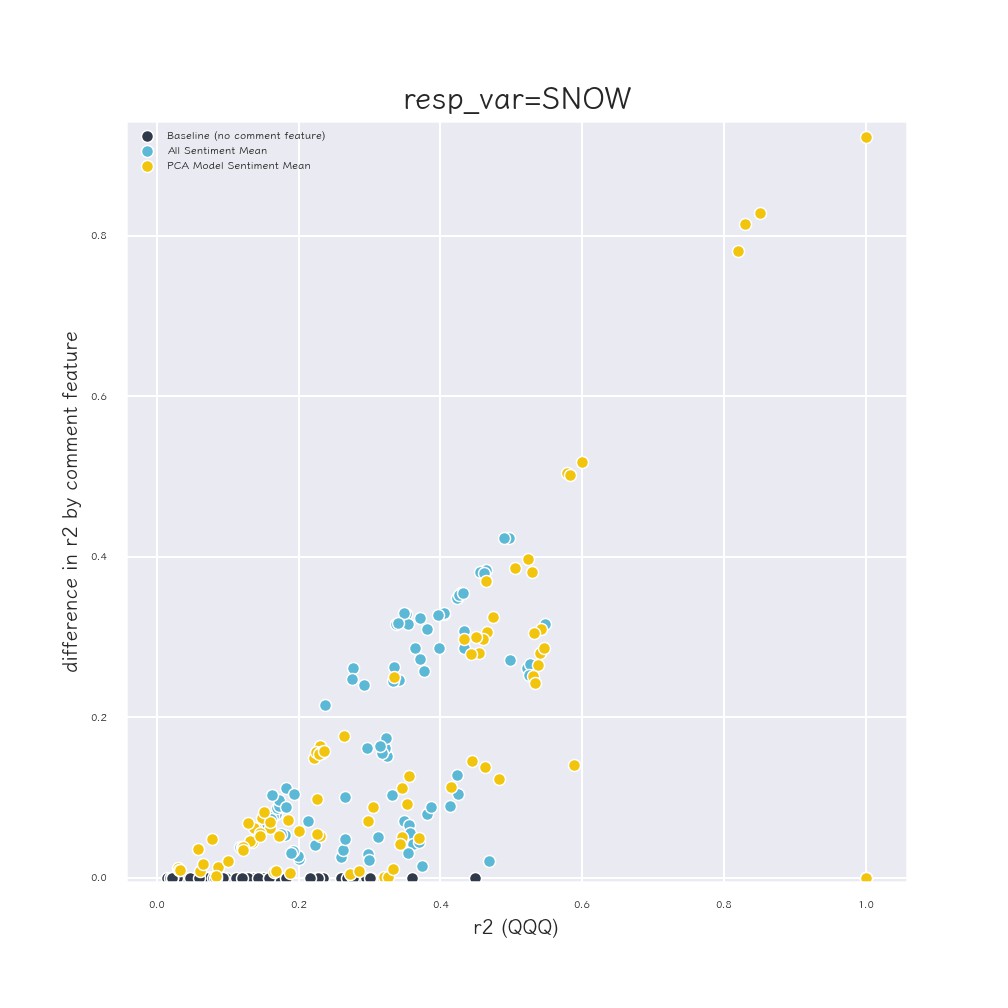 resp_var=SNOW
Baseline (no comment feature)
All Sentiment Mean
PCA Model Sentiment Mean
difference in r2 by comment feature
0.8
0.6
0.4
0.2
0.0
0.0 0.2 0.4 0.6 0.8 1.0
r2 (QQQ)